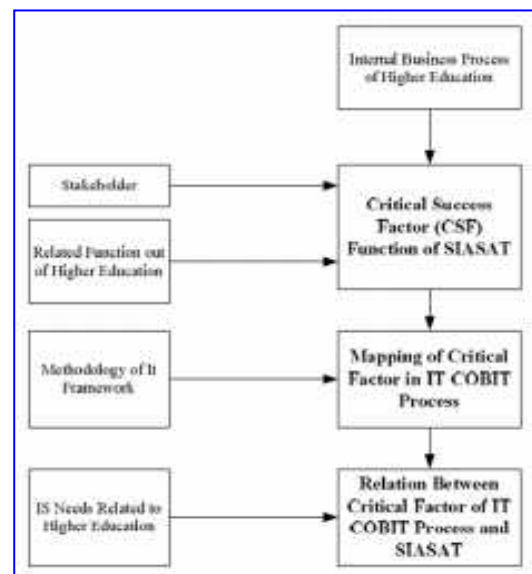 Internal Business Process
of Higher Education
Stakeholder
Critical Success
Factor (CSF)
Function of SIASAT
Related Function out
of Higher Education
Methodology of It
Framework
Mapping of Critical
Factor in IT COBIT
Process
IS Needs Related to
Higher Education
Relation Between
Critical Factor of IT
COBIT Process and
SIASAT